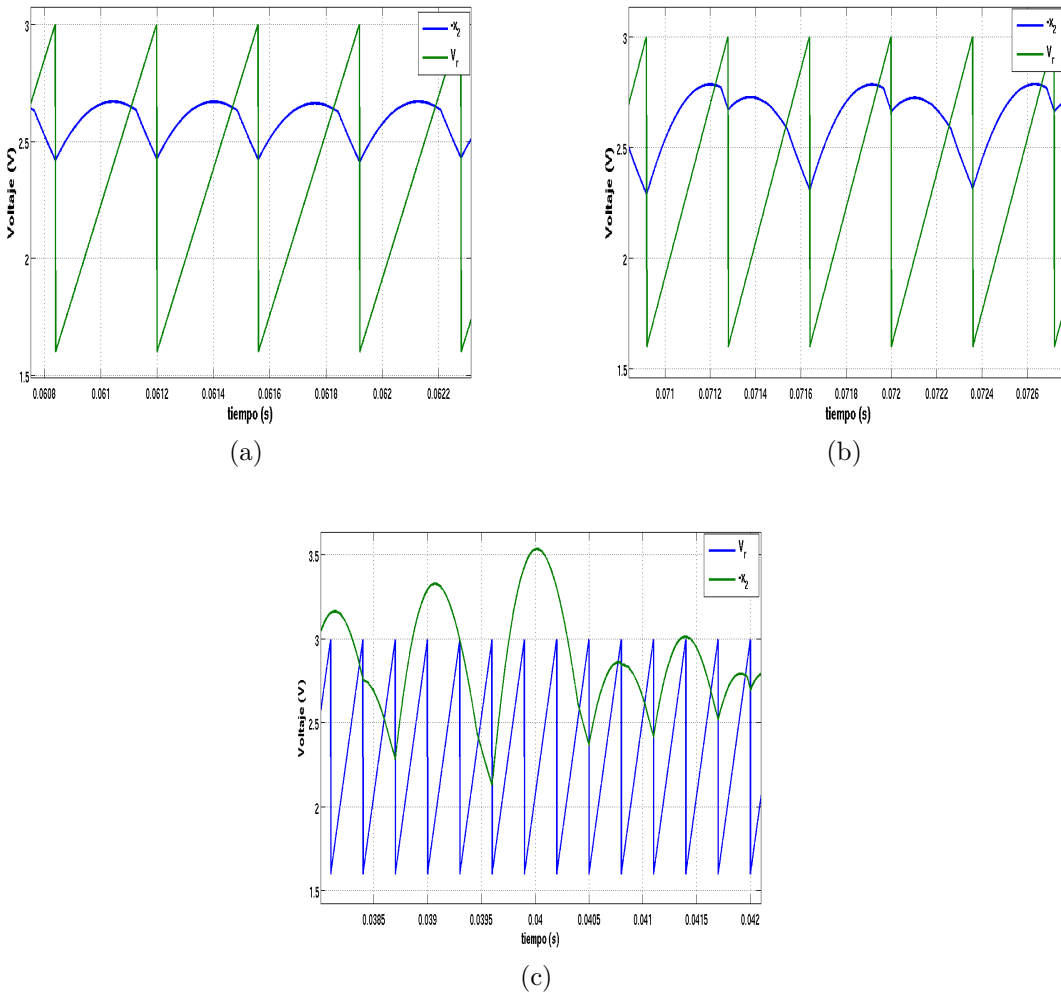 3
2.5
2
1.5
Voltaje (V)
-x2
Vr
0.0608 0.061 0.0612 0.0614 0.0616 0.0618 0.062 0.0622
tiempo (s)
(a)
3
2.5
2
1.5
Voltaje (V)
-x2
Vr
0.071 0.0712 0.0714 0.0716 0.0718 0.072 0.0722 0.0724 0.0726
tiempo (s)
(b)
3.5
3
2.5
2
1.5
Voltaje (V)
Vr
-x2
0.0385 0.039 0.0395 0.04 0.0405 0.041 0.0415 0.042
tiempo (s)
(c)